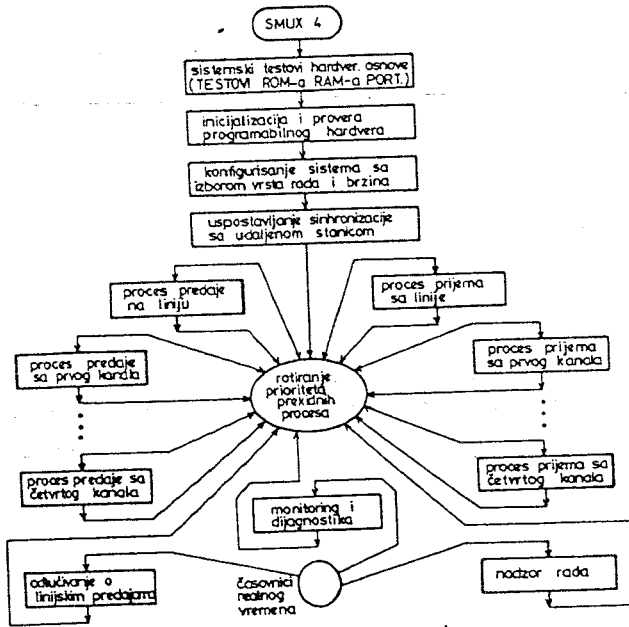 SMUX 4
sistemski testovi hardver. osnove
(TESTOVI ROM-a RAM-a PORT.)
inicijalizacija i provera
programabilnog hardvera
konfigurisanje sistema sa
izborom vrsta rada i brzina
uspostavljanje sinhronizacije
sa udaljenom stanicom
proces predaje
na liniju
proces prijema
sa linije
proces predaje
sa prvog kanala
proces prijema
sa prvog kanala
rotiranje
prioriteta
prekidnih
procesa
proces predaje sa
četvrtog kanala
proces prijema sa
četvrtog kanala
monitoring i
dijagnostika
odlučivanje o
linijskim predajama
časovnici
realnog
vremena
nadzor rada